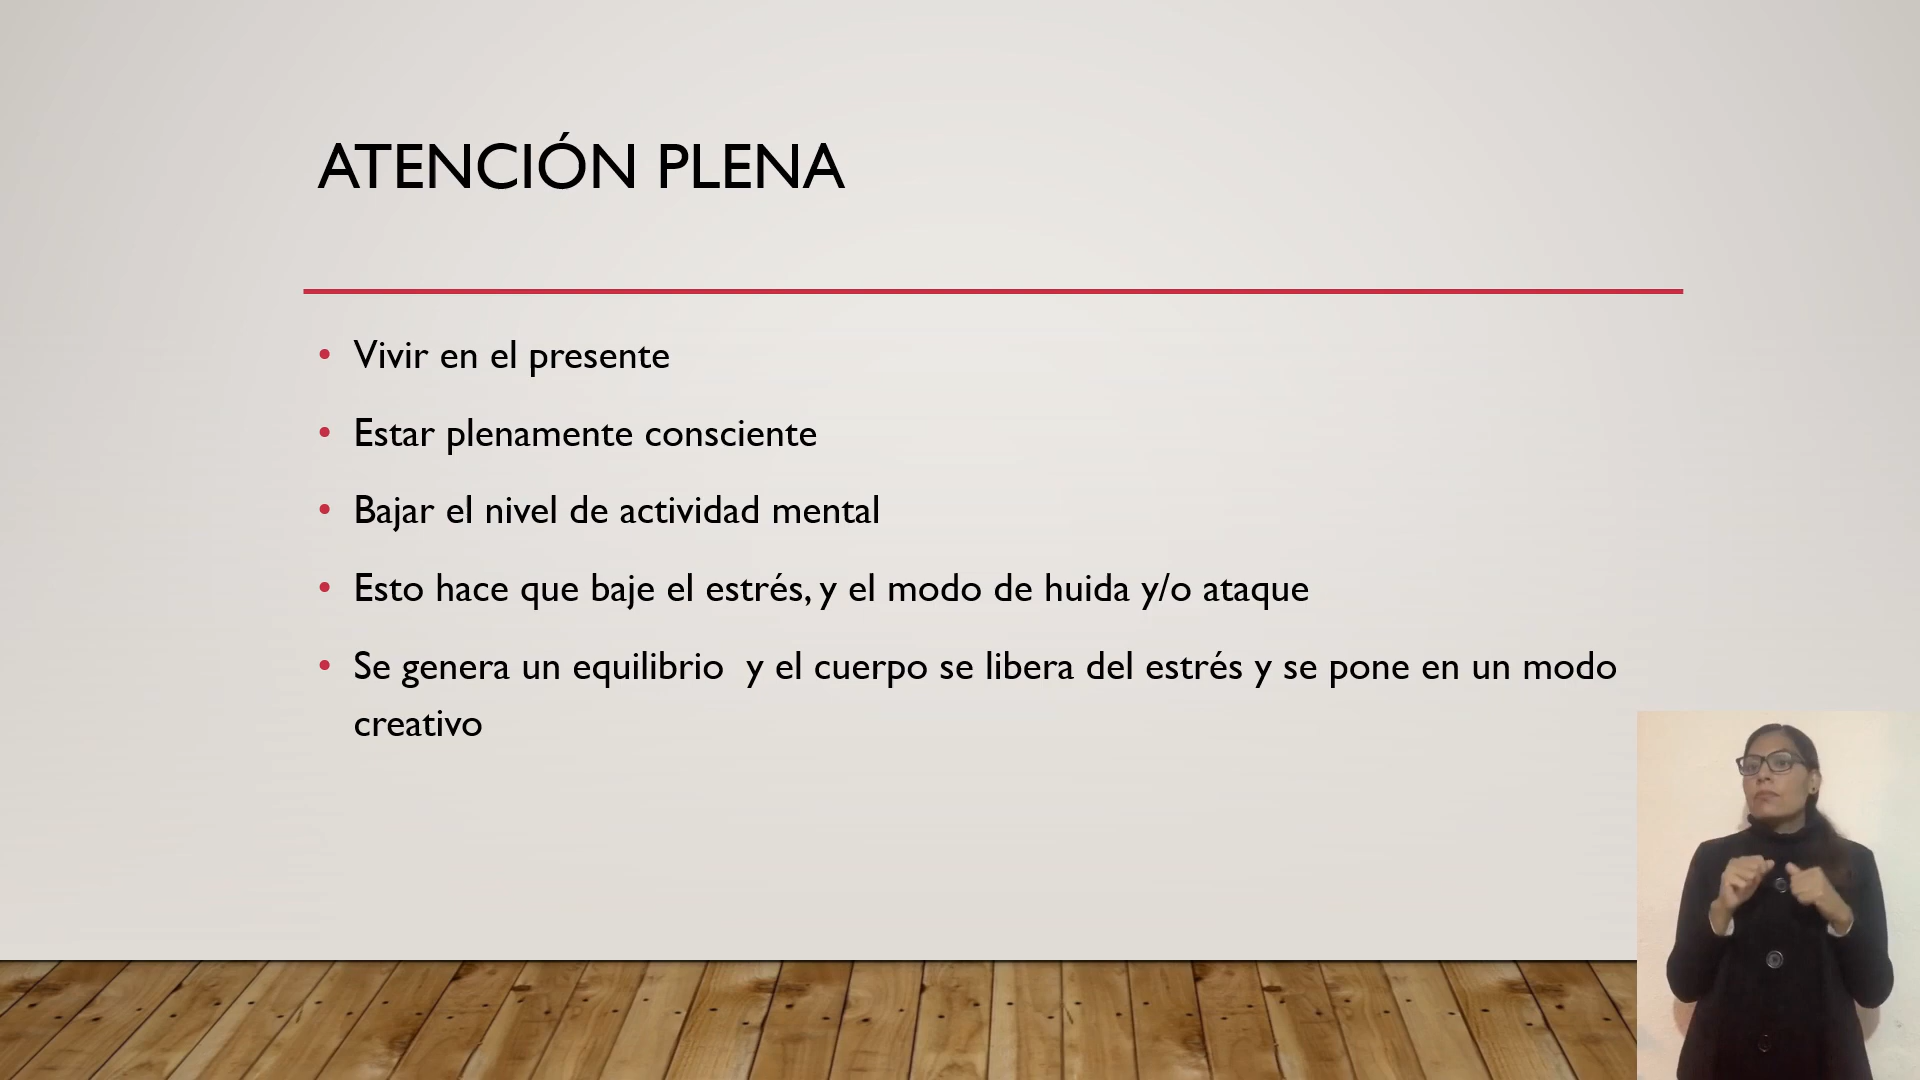 ATENCIÓN PLENA
• Vivir en el presente
• Estar plenamente consciente
• Bajar el nivel de actividad mental
• Esto hace que baje el estrés, y el modo de huida y/o ataque
• Se genera un equilibrio  y el cuerpo se libera del estrés y se pone en un modo
creativo